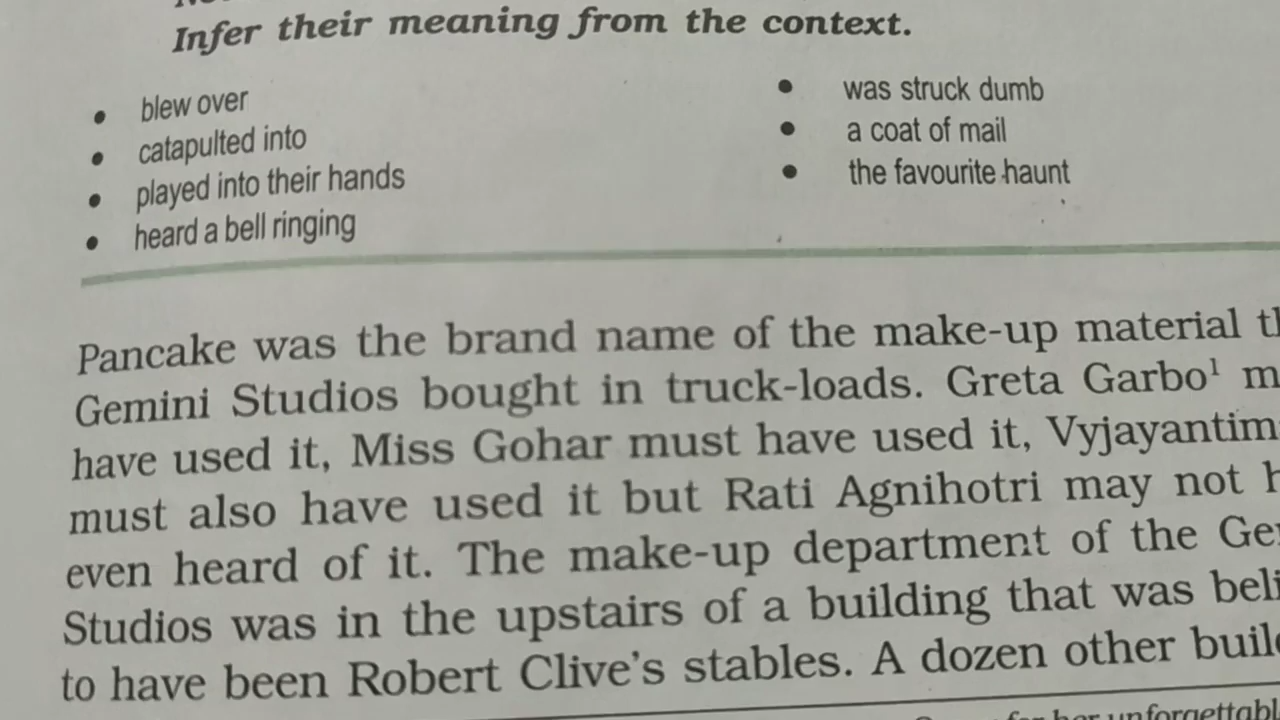 Infer their meaning from the context.
• blew over
• catapulted into
• played into their hands
• heard a bell ringing
• was struck dumb
• a coat of mail
• the favourite haunt
Pancake was the brand name of the make-up material
Gemini Studios bought in truck-loads. Greta Garbo¹
have used it, Miss Gohar must have used it, Vyjayantim
must also have used it but Rati Agnihotri may not
even heard of it. The make-up department of the
Studios was in the upstairs of a building that was
to have been Robert Clive's stables. A dozen other
for her